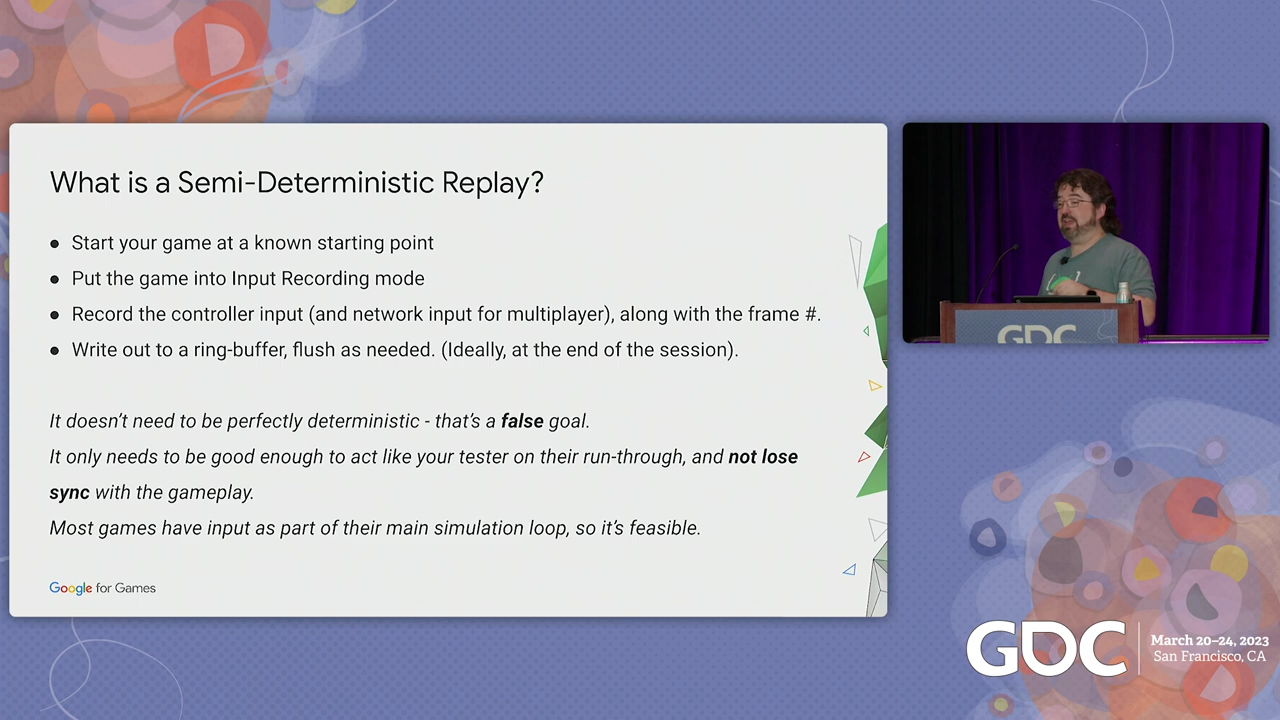 What is a Semi-Deterministic Replay?
● Start your game at a known starting point
● Put the game into Input Recording mode
● Record the controller input (and network input for multiplayer), along with the frame #.
● Write out to a ring-buffer, flush as needed. (Ideally, at the end of the session).
It doesn't need to be perfectly deterministic - that's a false goal.
It only needs to be good enough to act like your tester on their run-through, and not lose
sync with the gameplay.
Most games have input as part of their main simulation loop, so it's feasible.
Google for Games
GDC
GDC
March 20–24, 2023
San Francisco, CA